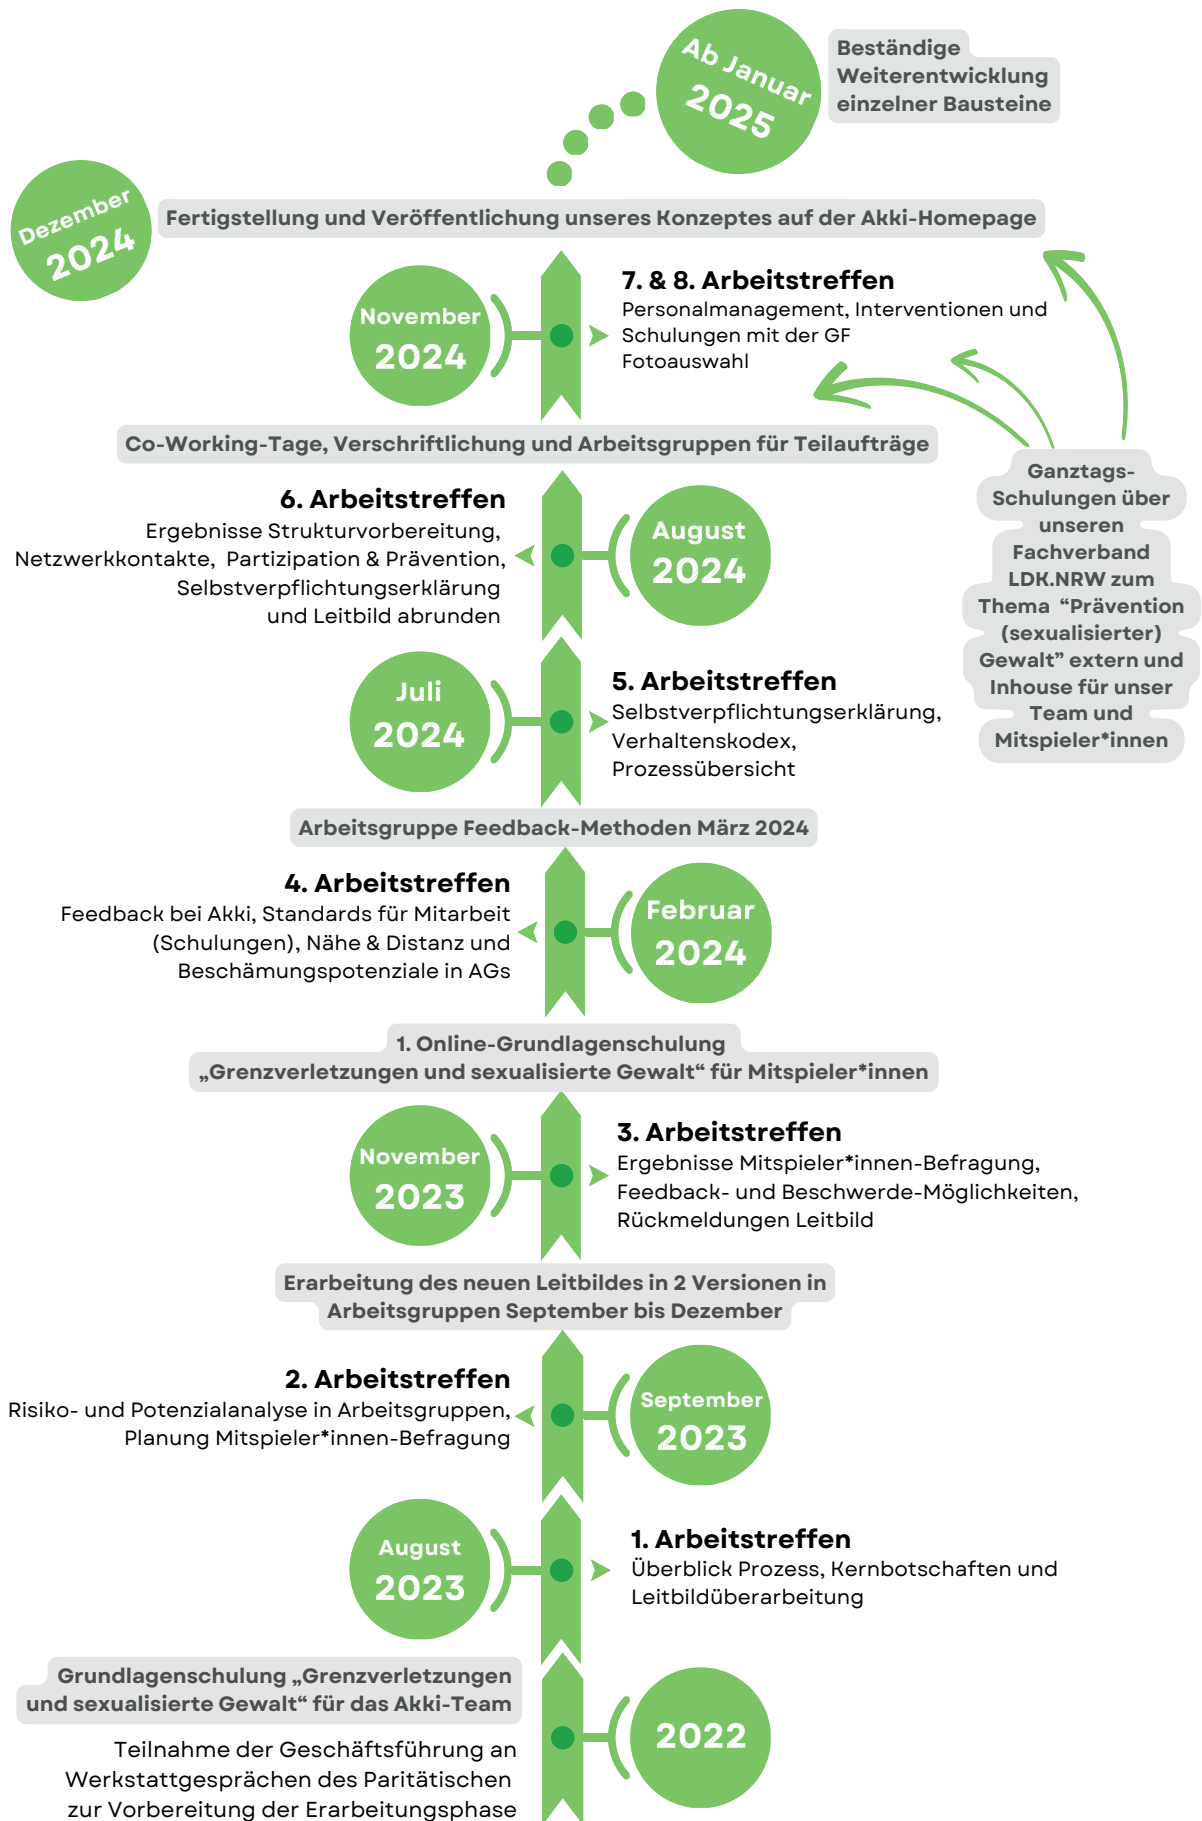 Ab Januar
2025
Beständige
Weiterentwicklung
einzelner Bausteine
Dezember
2024
Fertigstellung und Veröffentlichung unseres Konzeptes auf der Akki-Homepage
November
2024
7. & 8. Arbeitstreffen
Personalmanagement, Interventionen und
Schulungen mit der GF
Fotoauswahl
Co-Working-Tage, Verschriftlichung und Arbeitsgruppen für Teilaufträge
Ganztags-
Schulungen über
unseren
Fachverband
LDK.NRW zum
Thema “Prävention
(sexualisierter)
Gewalt” extern und
Inhouse für unser
Team und
Mitspieler*innen
6. Arbeitstreffen
Ergebnisse Strukturvorbereitung,
Netzwerkkontakte, Partizipation & Prävention,
Selbstverpflichtungserklärung
und Leitbild abrunden
August
2024
Juli
2024
5. Arbeitstreffen
Selbstverpflichtungserklärung,
Verhaltenskodex,
Prozessübersicht
Arbeitsgruppe Feedback-Methoden März 2024
4. Arbeitstreffen
Feedback bei Akki, Standards für Mitarbeit
(Schulungen), Nähe & Distanz und
Beschämungspotenziale in AGs
Februar
2024
1. Online-Grundlagenschulung
„Grenzverletzungen und sexualisierte Gewalt“ für Mitspieler*innen
November
2023
3. Arbeitstreffen
Ergebnisse Mitspieler*innen-Befragung,
Feedback- und Beschwerde-Möglichkeiten,
Rückmeldungen Leitbild
Erarbeitung des neuen Leitbildes in 2 Versionen in
Arbeitsgruppen September bis Dezember
2. Arbeitstreffen
Risiko- und Potenzialanalyse in Arbeitsgruppen,
Planung Mitspieler*innen-Befragung
September
2023
August
2023
1. Arbeitstreffen
Überblick Prozess, Kernbotschaften und
Leitbildüberarbeitung
Grundlagenschulung „Grenzverletzungen
und sexualisierte Gewalt“ für das Akki-Team
Teilnahme der Geschäftsführung an
Werkstattgesprächen des Paritätischen
zur Vorbereitung der Erarbeitungsphase
2022